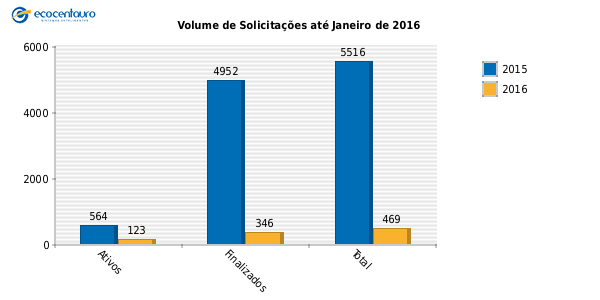 ecocentauro
Volume de Solicitações até Janeiro de 2016
6000
4000
2000
0
564
123
4952
346
5516
469
Ativos
Finalizados
Total
2015
2016